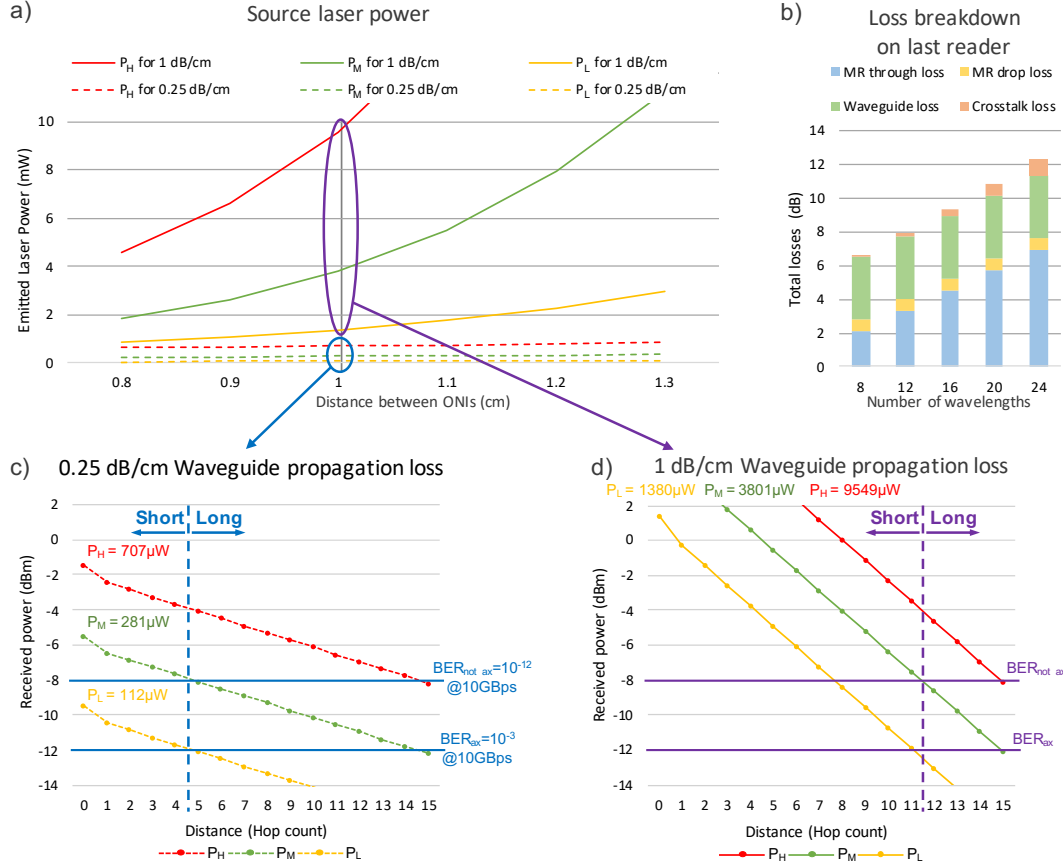 a)
Source laser power
P_H for 1 dB/cm
P_M for 1 dB/cm
P_L for 1 dB/cm
P_H for 0.25 dB/cm
P_M for 0.25 dB/cm
P_L for 0.25 dB/cm
Emitted Laser Power (mW)
10
8
6
4
2
0
0.8
0.9
1
1.1
1.2
1.3
Distance between ONIs (cm)
b)
Loss breakdown
on last reader
MR through loss
MR drop loss
Waveguide loss
Crosstalk loss
Total losses (dB)
14
12
10
8
6
4
2
0
8
12
16
20
24
Number of wavelengths
c)
0.25 dB/cm Waveguide propagation loss
Short
Long
P_H = 707µW
P_M = 281µW
P_L = 112µW
BER_not ax=10^-12
@10GBps
BER_ax=10^-3
@10GBps
Received power (dBm)
2
0
-2
-4
-6
-8
-10
-12
-14
0 1 2 3 4 5 6 7 8 9 10 11 12 13 14 15
Distance (Hop count)
P_H
P_M
P_L
d)
1 dB/cm Waveguide propagation loss
P_L = 1380µW
P_M = 3801µW
P_H = 9549µW
Short
Long
BER_not ax
BER_ax
Received power (dBm)
2
0
-2
-4
-6
-8
-10
-12
-14
0 1 2 3 4 5 6 7 8 9 10 11 12 13 14 15
Distance (Hop count)
P_H
P_M
P_L